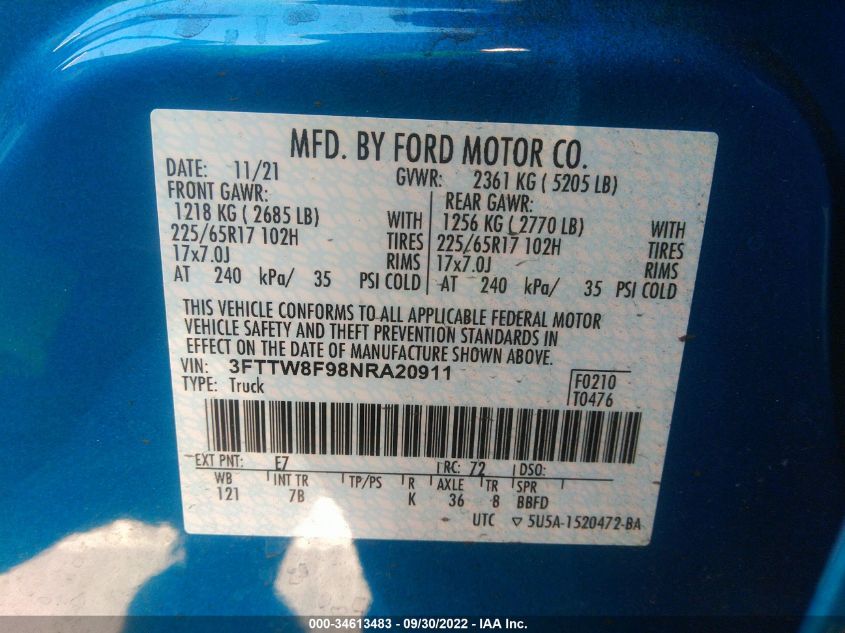 MFD. BY FORD MOTOR CO.
DATE: 11/21 GVWR: 2361 KG ( 5205 LB)
FRONT GAWR: REAR GAWR:
1218 KG ( 2685 LB) WITH 1256 KG ( 2770 LB) WITH
225/65R17 102H TIRES 225/65R17 102H TIRES
17x7.0J RIMS 17x7.0J RIMS
AT 240 kPa/ 35 PSI COLD AT 240 kPa/ 35 PSI COLD
THIS VEHICLE CONFORMS TO ALL APPLICABLE FEDERAL MOTOR
VEHICLE SAFETY AND THEFT PREVENTION STANDARDS IN
EFFECT ON THE DATE OF MANUFACTURE SHOWN ABOVE.
VIN: 3FTTW8F98NRA20911
TYPE: Truck
F0210
T0476
EXT PNT: E7 RC: 72 DSO:
WB INT TR TP/PS R AXLE TR SPR
121 7B K 36 8 BBFD
UTC ▽ 5U5A-1520472-BA
000-34613483 - 09/30/2022 - IAA Inc.